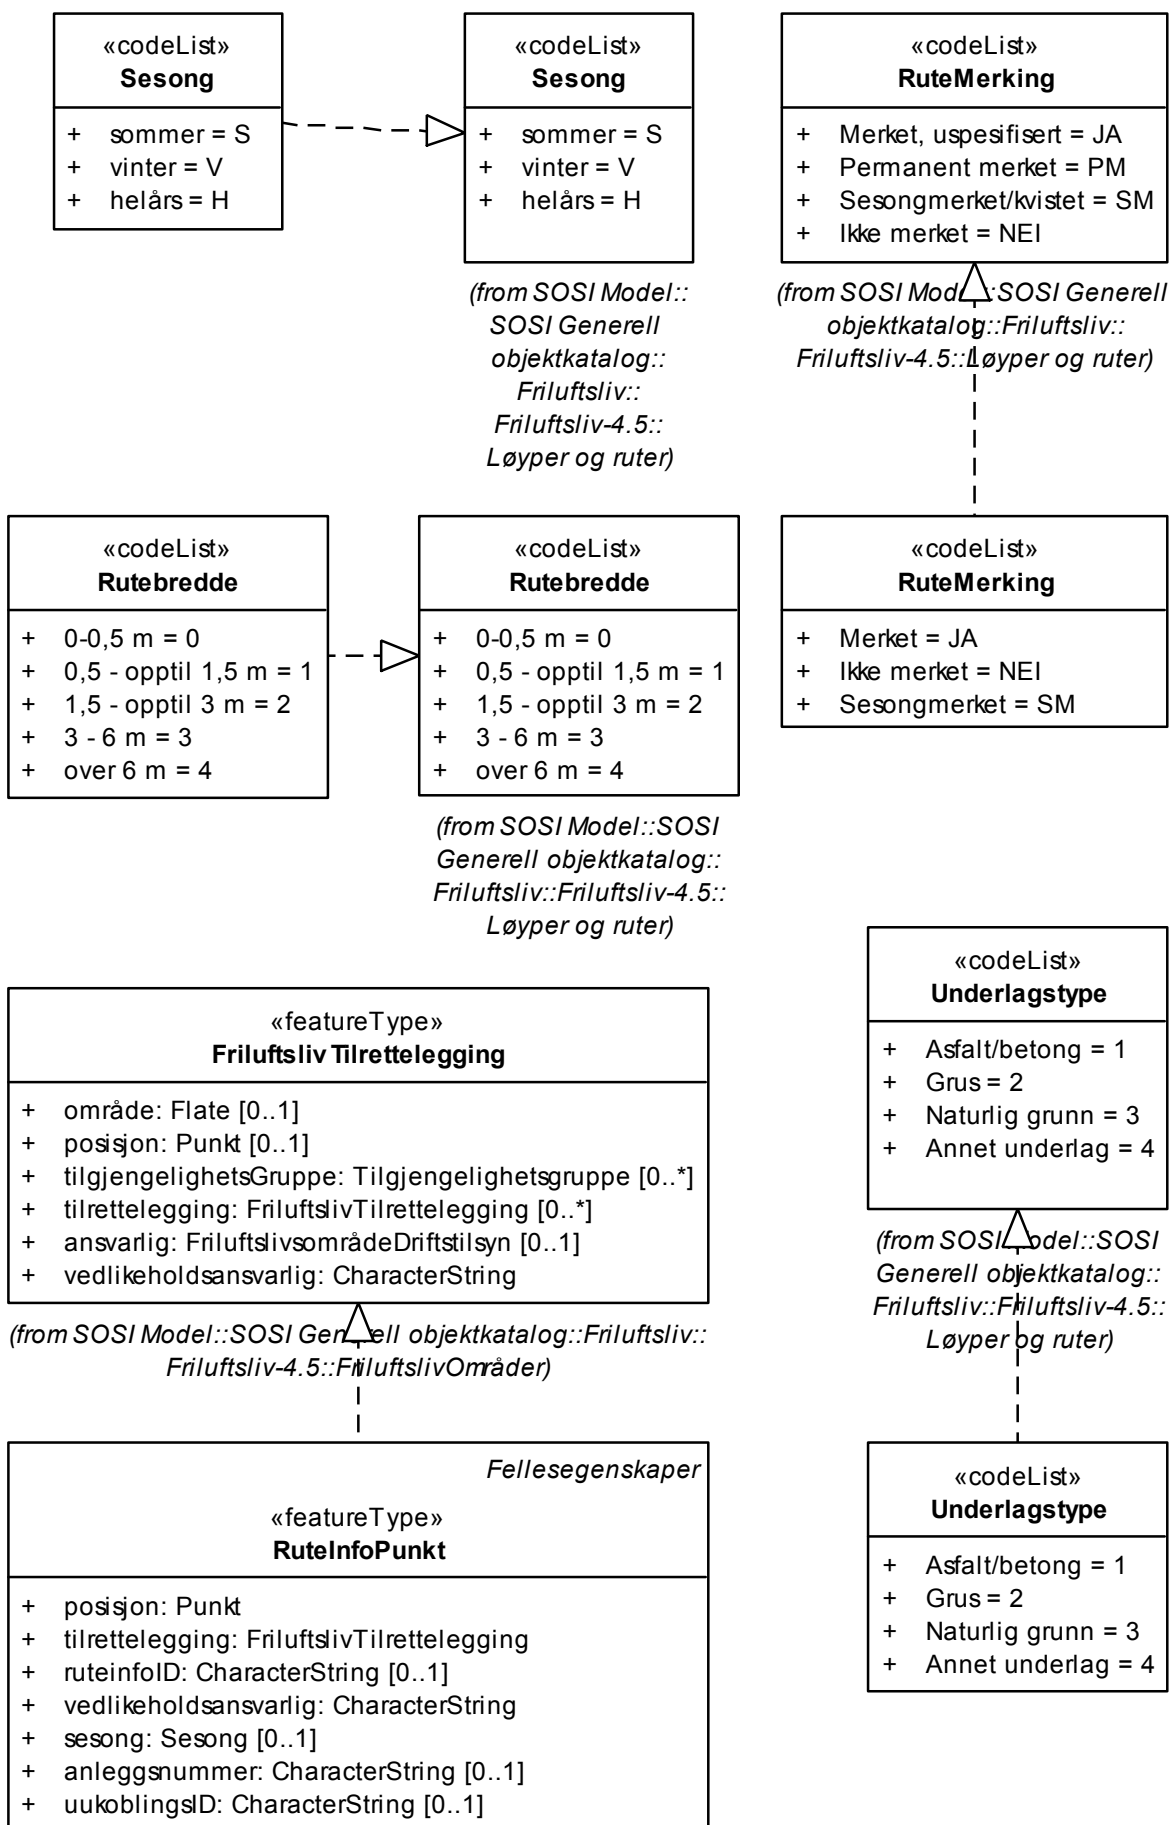 «codeList»
Sesong
+ sommer = S
+ vinter = V
+ helårs = H
«codeList»
Sesong
+ sommer = S
+ vinter = V
+ helårs = H
(from SOSI Model::
SOSI Generell
objektkatalog::
Friluftsliv::
Friluftsliv-4.5::
Løyper og ruter)
«codeList»
RuteMerking
+ Merket, uspesifisert = JA
+ Permanent merket = PM
+ Sesongmerket/kvistet = SM
+ Ikke merket = NEI
(from SOSI Model::SOSI Generell
objektkatalog::Friluftsliv::
Friluftsliv-4.5::Løyper og ruter)
«codeList»
Rutebredde
+ 0-0,5 m = 0
+ 0,5 - opptil 1,5 m = 1
+ 1,5 - opptil 3 m = 2
+ 3 - 6 m = 3
+ over 6 m = 4
«codeList»
Rutebredde
+ 0-0,5 m = 0
+ 0,5 - opptil 1,5 m = 1
+ 1,5 - opptil 3 m = 2
+ 3 - 6 m = 3
+ over 6 m = 4
(from SOSI Model::SOSI
Generell objektkatalog::
Friluftsliv::Friluftsliv-4.5::
Løyper og ruter)
«codeList»
RuteMerking
+ Merket = JA
+ Ikke merket = NEI
+ Sesongmerket = SM
«featureType»
FriluftslivTilrettelegging
+ område: Flate [0..1]
+ posisjon: Punkt [0..1]
+ tilgjengelighetsGruppe: Tilgjengelighetsgruppe [0..*]
+ tilrettelegging: FriluftslivTilrettelegging [0..*]
+ ansvarlig: FriluftslivsområdeDriftstilsyn [0..1]
+ vedlikeholdsansvarlig: CharacterString
(from SOSI Model::SOSI Generell objektkatalog::Friluftsliv::
Friluftsliv-4.5::FriluftslivOmråder)
«codeList»
Underlagstype
+ Asfalt/betong = 1
+ Grus = 2
+ Naturlig grunn = 3
+ Annet underlag = 4
(from SOSI Model::SOSI
Generell objektkatalog::
Friluftsliv::Friluftsliv-4.5::
Løyper og ruter)
Fellesegenskaper
«featureType»
RuteInfoPunkt
+ posisjon: Punkt
+ tilrettelegging: FriluftslivTilrettelegging
+ ruteinfoID: CharacterString [0..1]
+ vedlikeholdsansvarlig: CharacterString
+ sesong: Sesong [0..1]
+ anleggsnummer: CharacterString [0..1]
+ uukoblingsID: CharacterString [0..1]
«codeList»
Underlagstype
+ Asfalt/betong = 1
+ Grus = 2
+ Naturlig grunn = 3
+ Annet underlag = 4